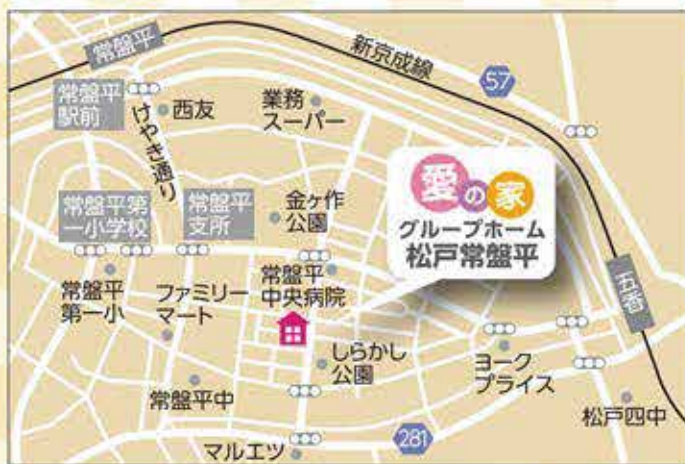 常盤平
新京成線
57
常盤平
駅前
西友
けやき通り
業務
スーパー
愛の家
グループホーム
松戸常盤平
常盤平第
一小学校
常盤平
支所
金ヶ作
公園
五香
常盤平
第一小
ファミリー
マート
常盤平
中央病院
しらかし
公園
ヨーク
プライス
常盤平中
松戸四中
マルエツ
281